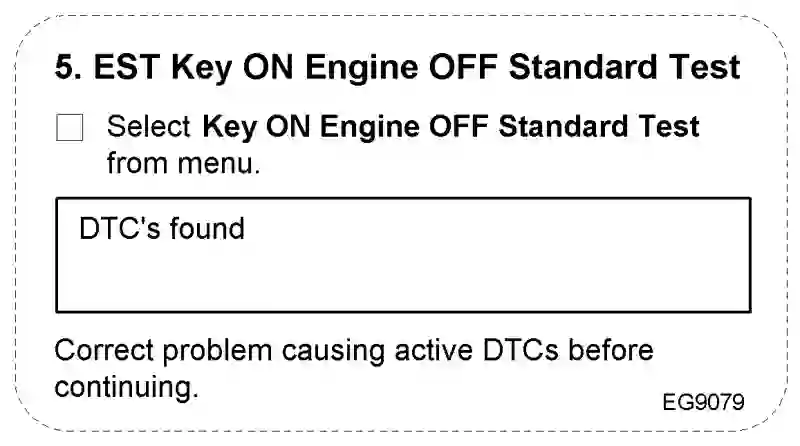 5. EST Key ON Engine OFF Standard Test
Select Key ON Engine OFF Standard Test
from menu.
DTC's found
Correct problem causing active DTCs before
continuing.
EG9079